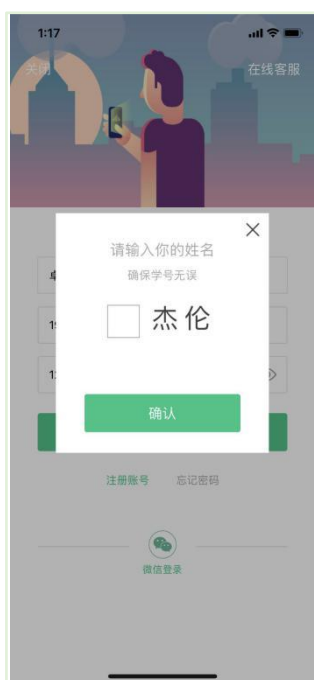 1:17
关闭
在线客服
请输入你的姓名
确保学号无误
杰 伦
确认
注册账号 忘记密码
微信登录